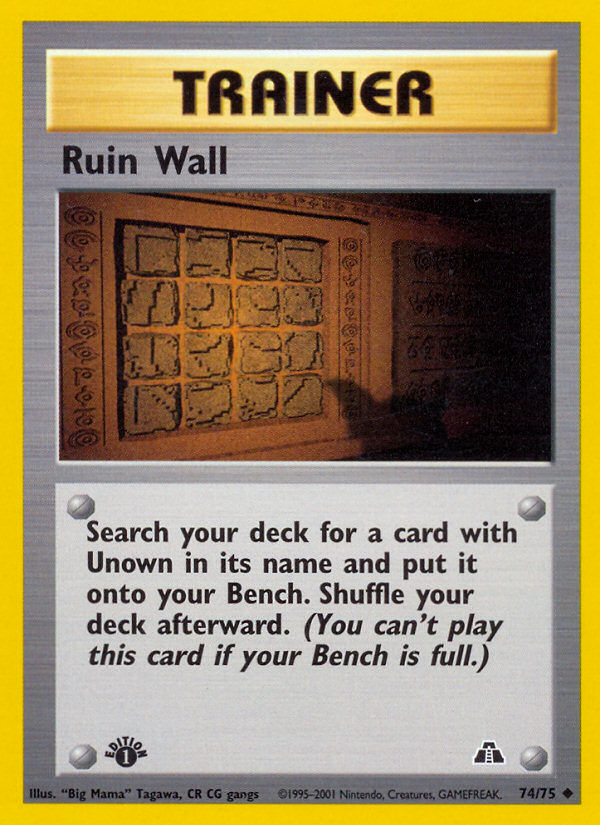 TRAINER
Ruin Wall
Search your deck for a card with
Unown in its name and put it
onto your Bench. Shuffle your
deck afterward. (You can't play
this card if your Bench is full.)
EDITION
1
Illus. "Big Mama" Tagawa, CR CG gangs ©1995-2001 Nintendo, Creatures, GAMEFREAK. 74/75